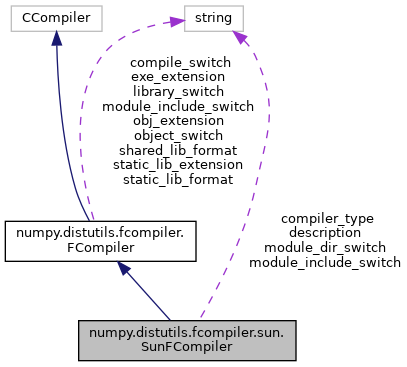 CCompiler
string
compile_switch
exe_extension
library_switch
module_include_switch
obj_extension
object_switch
shared_lib_format
static_lib_extension
static_lib_format
numpy.distutils.fcompiler.
FCompiler
compiler_type
description
module_dir_switch
module_include_switch
numpy.distutils.fcompiler.sun.
SunFCompiler